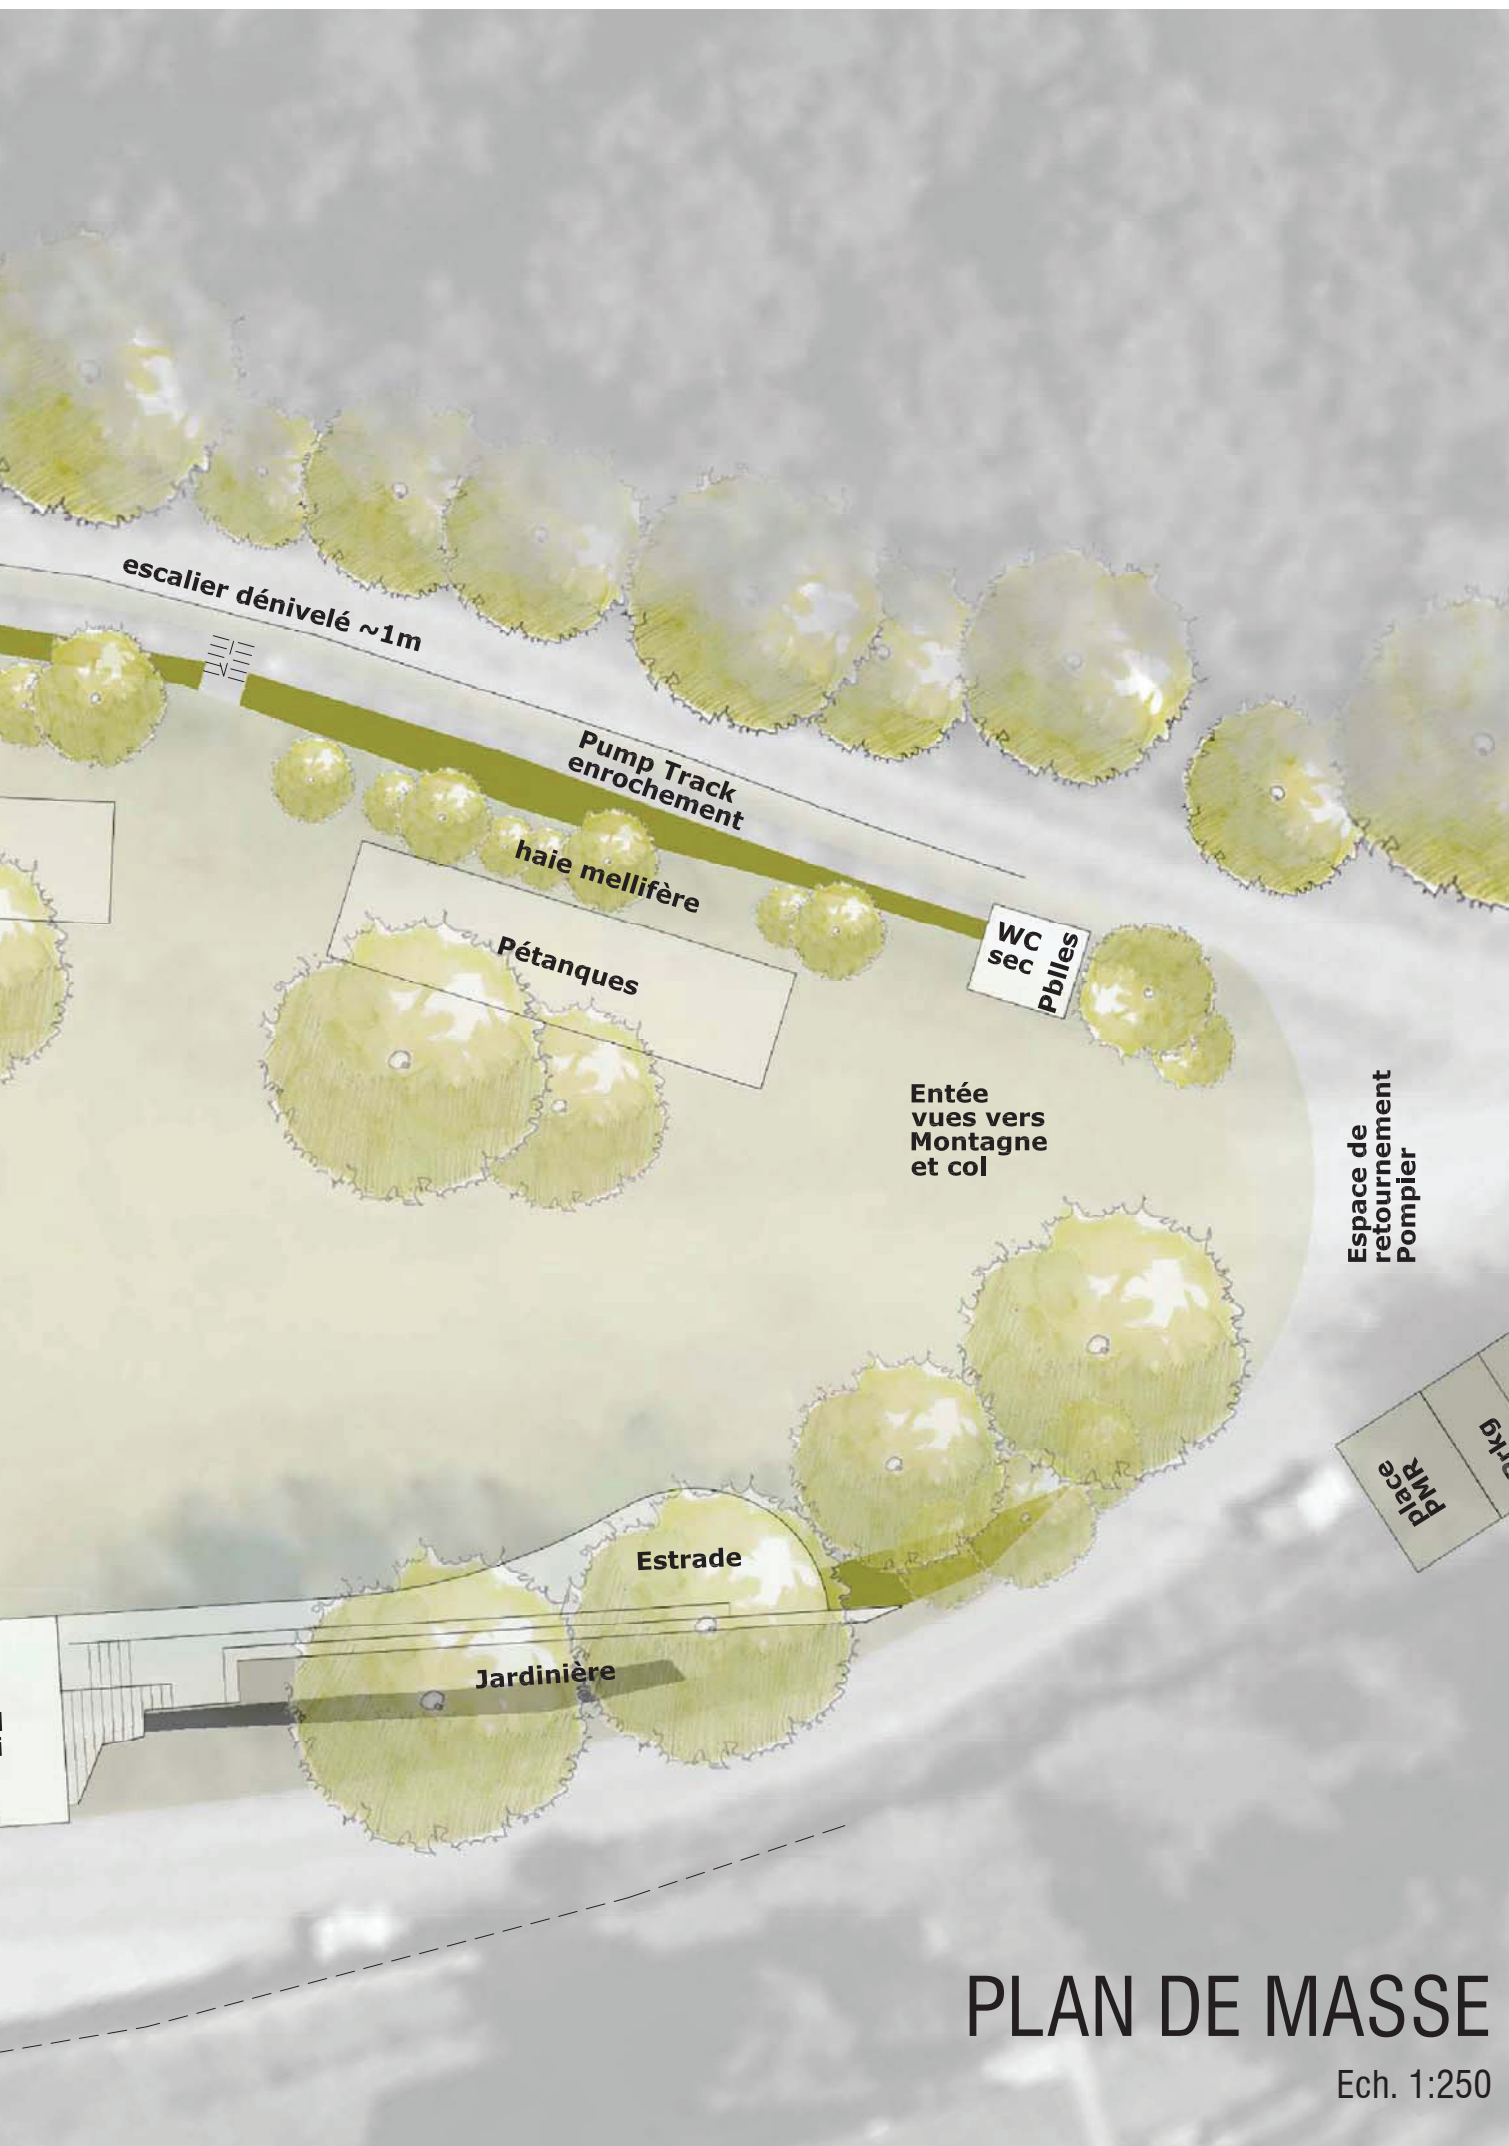 escalier dénivelé ~1m
Pump Track
enrochement
haie mellifère
Pétanques
WC
sec
Pblles
Entée
vues vers
Montagne
et col
Espace de
retournement
Pompier
place
PMR
Estrade
Jardinière
PLAN DE MASSE
Ech. 1:250